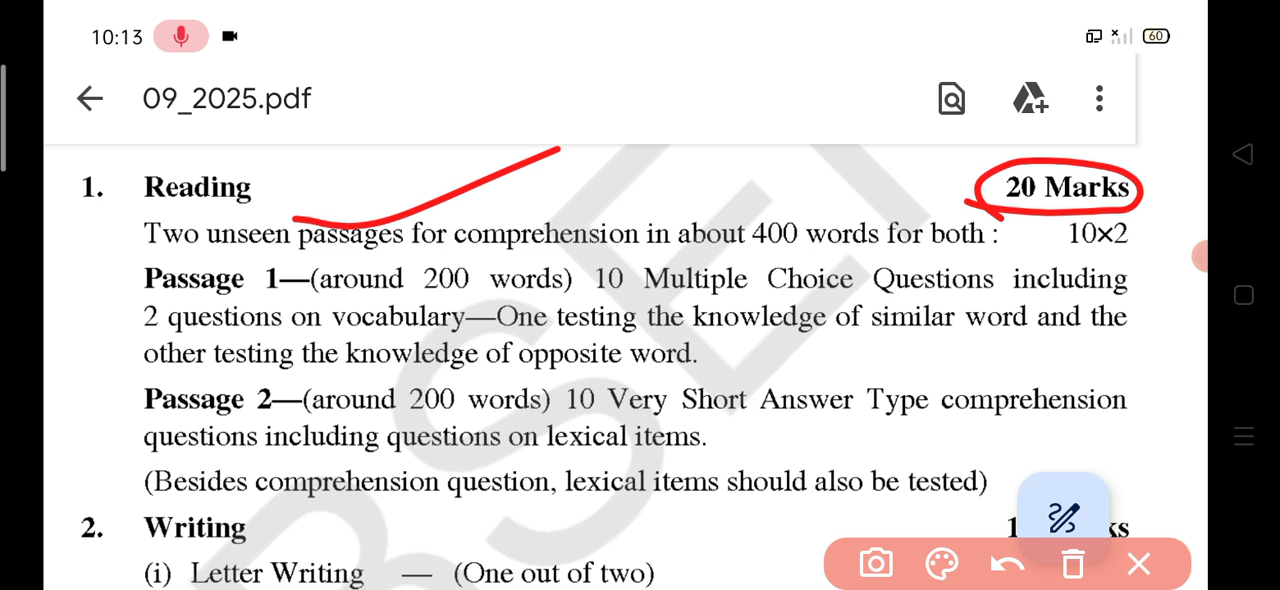 10:13
60
09_2025.pdf
1. Reading 20 Marks
Two unseen passages for comprehension in about 400 words for both : 10×2
Passage 1—(around 200 words) 10 Multiple Choice Questions including
2 questions on vocabulary—One testing the knowledge of similar word and the
other testing the knowledge of opposite word.
Passage 2—(around 200 words) 10 Very Short Answer Type comprehension
questions including questions on lexical items.
(Besides comprehension question, lexical items should also be tested)
2. Writing
(i) Letter Writing — (One out of two)